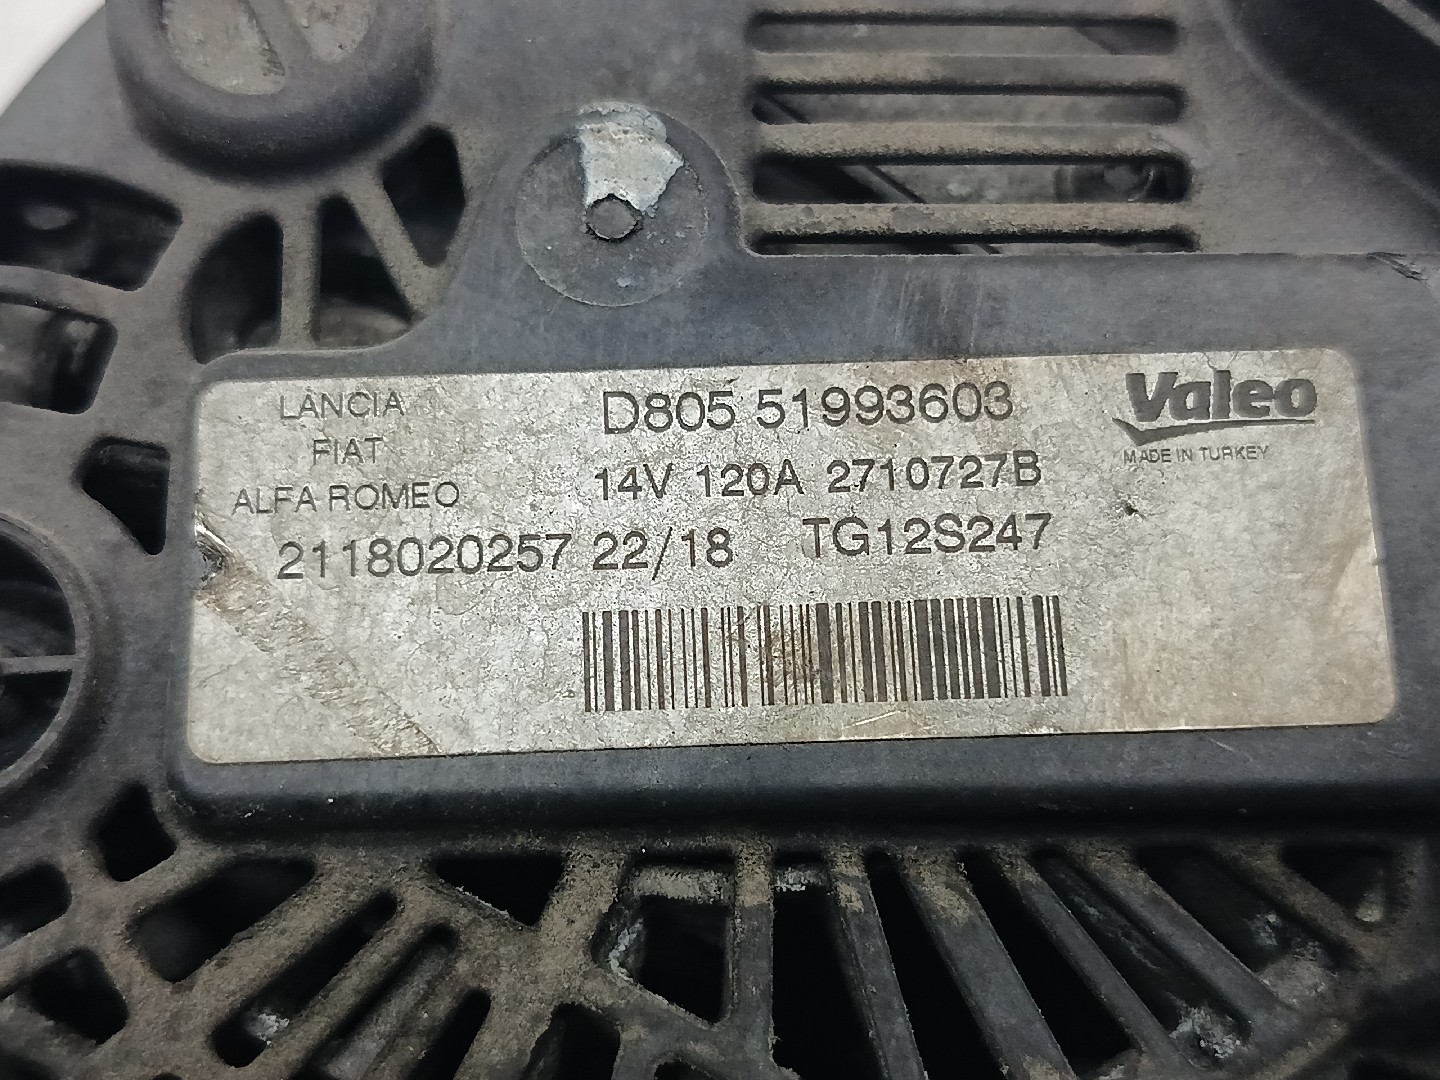 LANCIA
FIAT
ALFA ROMEO
D805 51993603
14V 120A 2710727B
2118020257 22/18 TG12S247
Valeo
MADE IN TURKEY